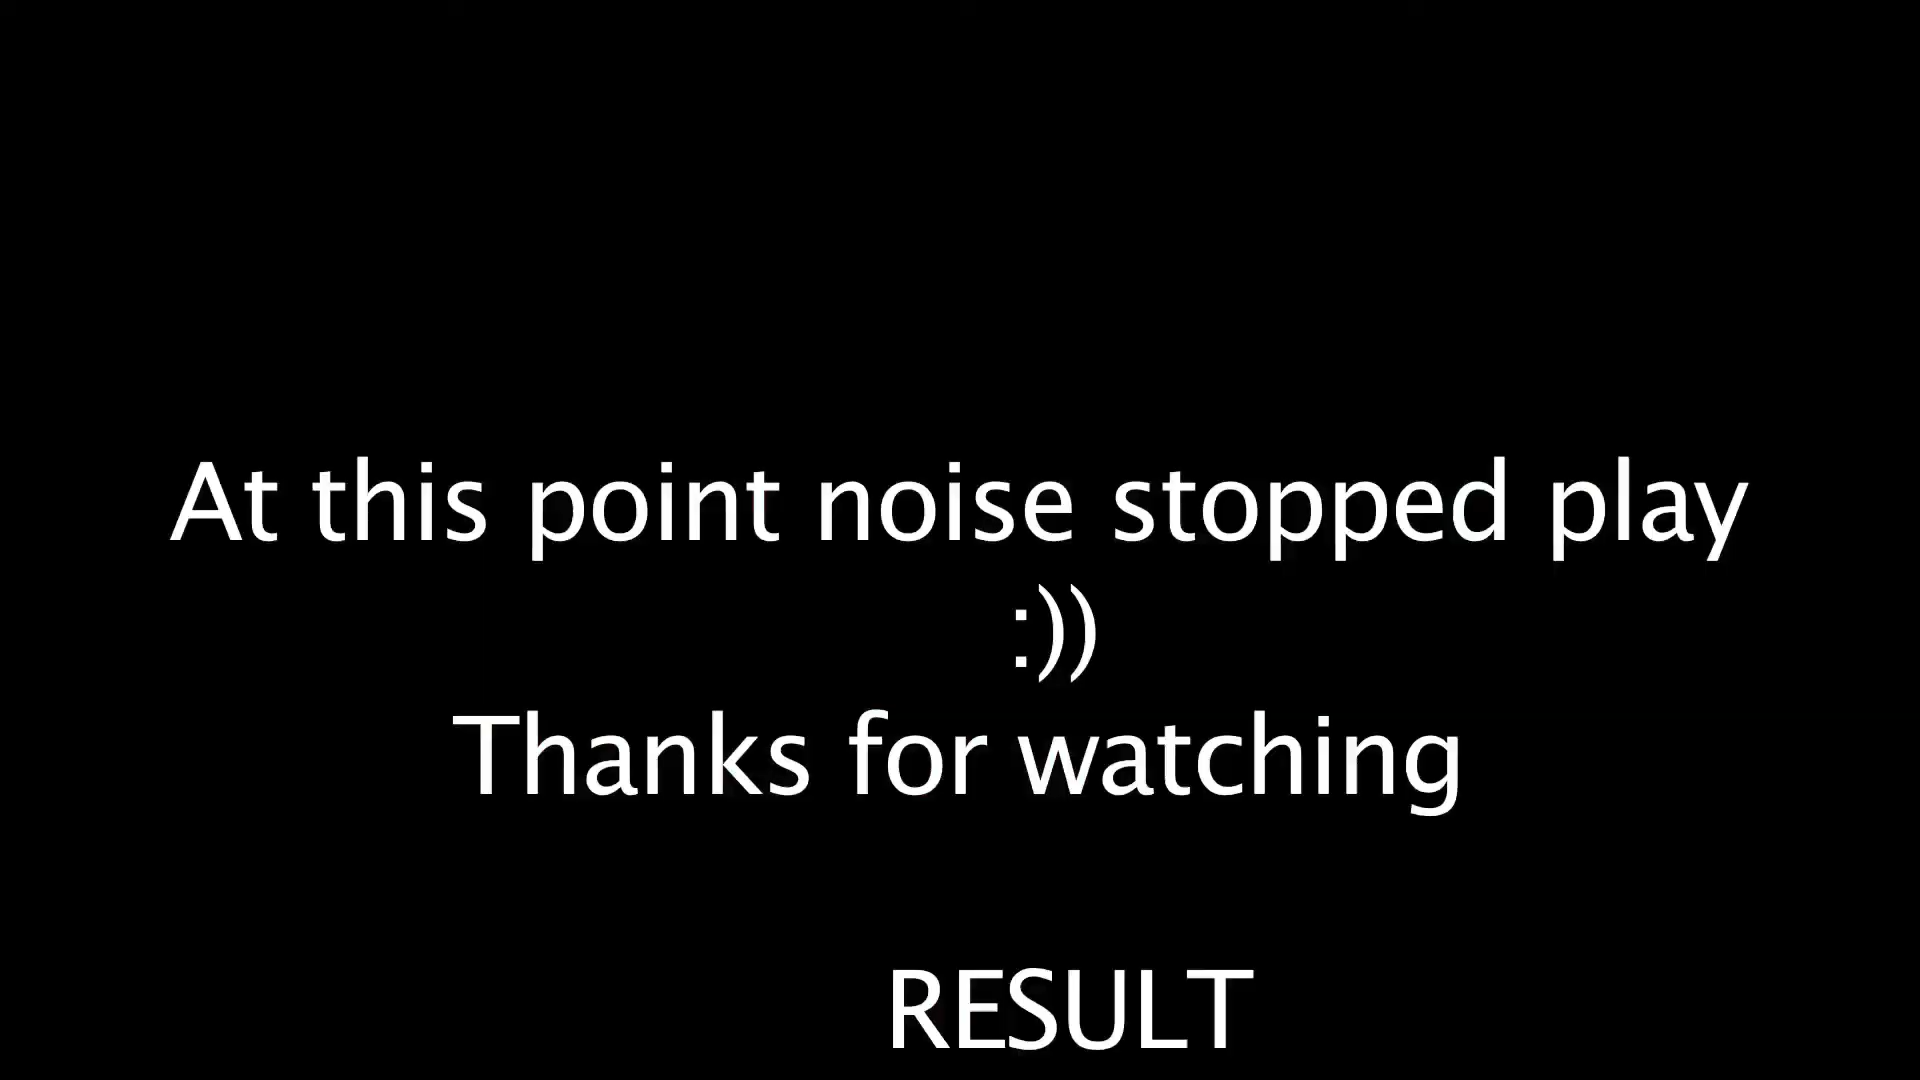 At this point noise stopped play
:))
Thanks for watching
RESULT